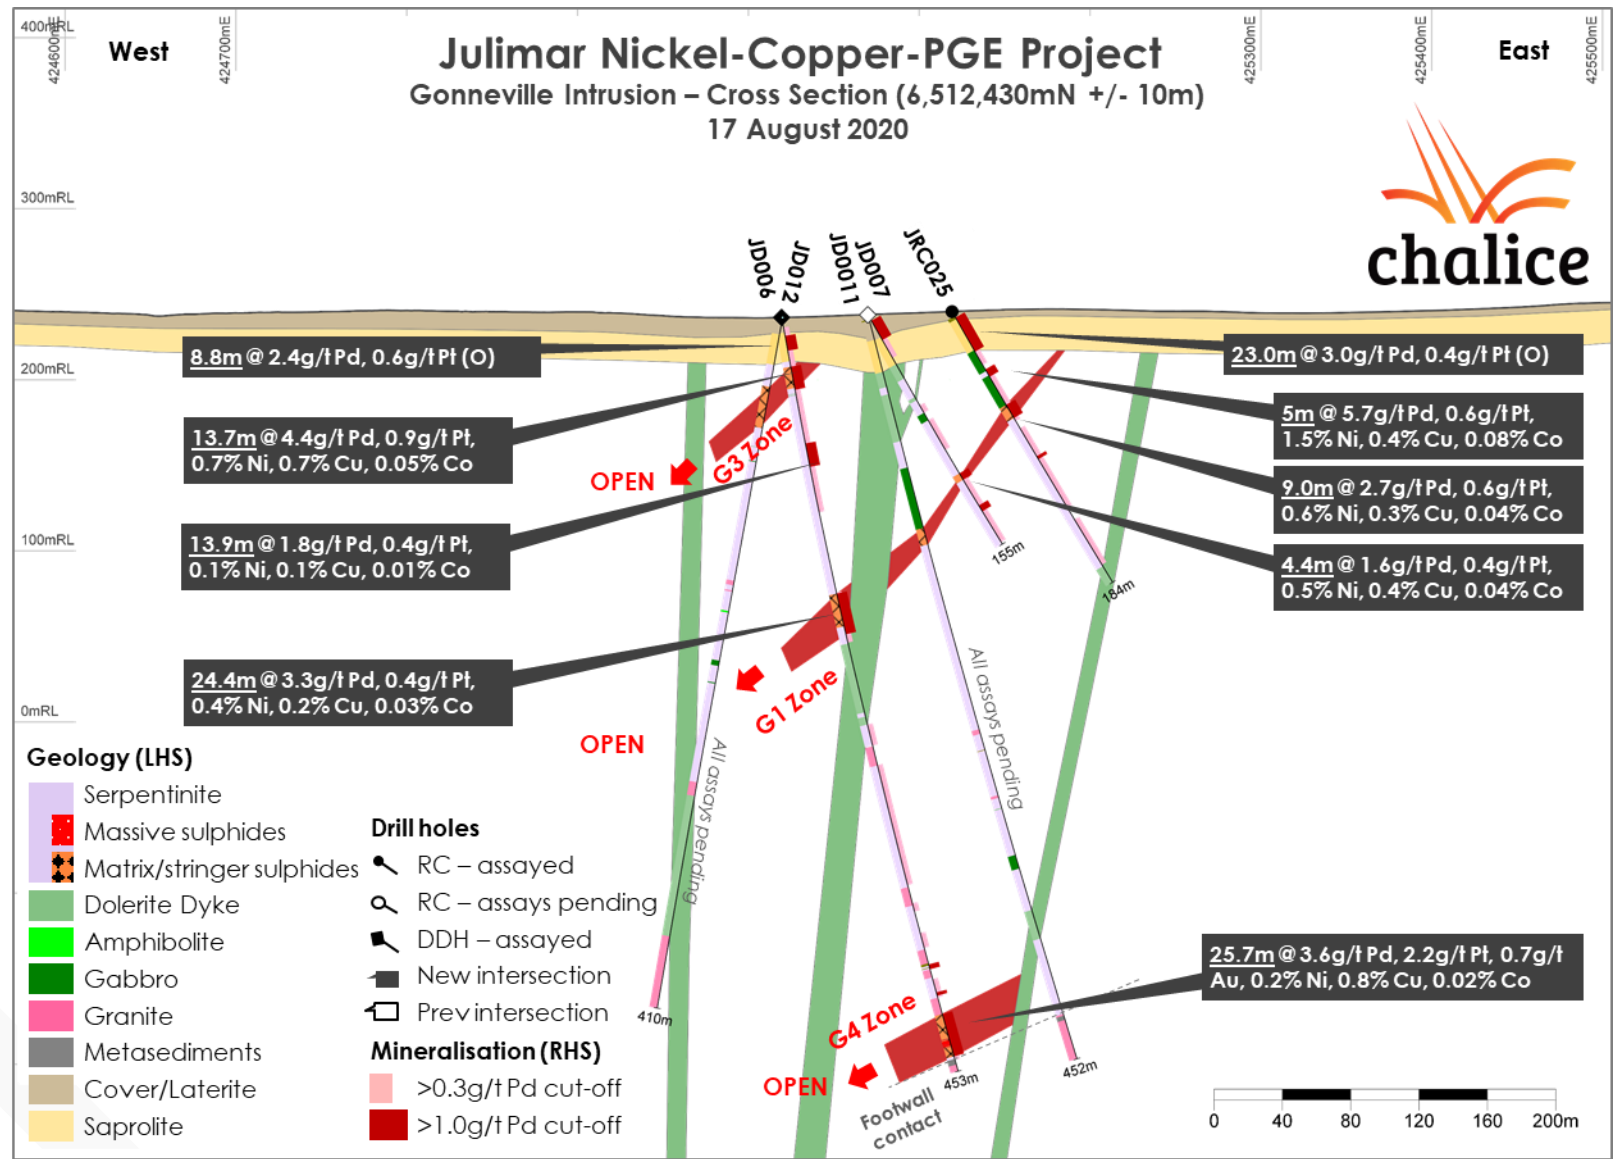 400mRL
424600mE
West
424700mE
Julimar Nickel-Copper-PGE Project
Gonneville Intrusion – Cross Section (6,512,430mN +/- 10m)
17 August 2020
425300mE
425400mE
East
425500mE
chalice
300mRL
JD006
JD012
JD0011
JD007
JRC025
8.8m @ 2.4g/t Pd, 0.6g/t Pt (O)
23.0m @ 3.0g/t Pd, 0.4g/t Pt (O)
200mRL
13.7m @ 4.4g/t Pd, 0.9g/t Pt,
0.7% Ni, 0.7% Cu, 0.05% Co
5m @ 5.7g/t Pd, 0.6g/t Pt,
1.5% Ni, 0.4% Cu, 0.08% Co
G3 Zone
OPEN
9.0m @ 2.7g/t Pd, 0.6g/t Pt,
0.6% Ni, 0.3% Cu, 0.04% Co
13.9m @ 1.8g/t Pd, 0.4g/t Pt,
0.1% Ni, 0.1% Cu, 0.01% Co
100mRL
155m
4.4m @ 1.6g/t Pd, 0.4g/t Pt,
0.5% Ni, 0.4% Cu, 0.04% Co
184m
24.4m @ 3.3g/t Pd, 0.4g/t Pt,
0.4% Ni, 0.2% Cu, 0.03% Co
G1 Zone
All assays pending
0mRL
OPEN
All assays pending
Geology (LHS)
Serpentinite
Massive sulphides
Matrix/stringer sulphides
Dolerite Dyke
Amphibolite
Gabbro
Granite
Metasediments
Cover/Laterite
Saprolite
Drill holes
RC – assayed
RC – assays pending
DDH – assayed
New intersection
Prev intersection
Mineralisation (RHS)
>0.3g/t Pd cut-off
>1.0g/t Pd cut-off
410m
25.7m @ 3.6g/t Pd, 2.2g/t Pt, 0.7g/t
Au, 0.2% Ni, 0.8% Cu, 0.02% Co
G4 Zone
OPEN
453m
452m
Footwall
contact
0 40 80 120 160 200m